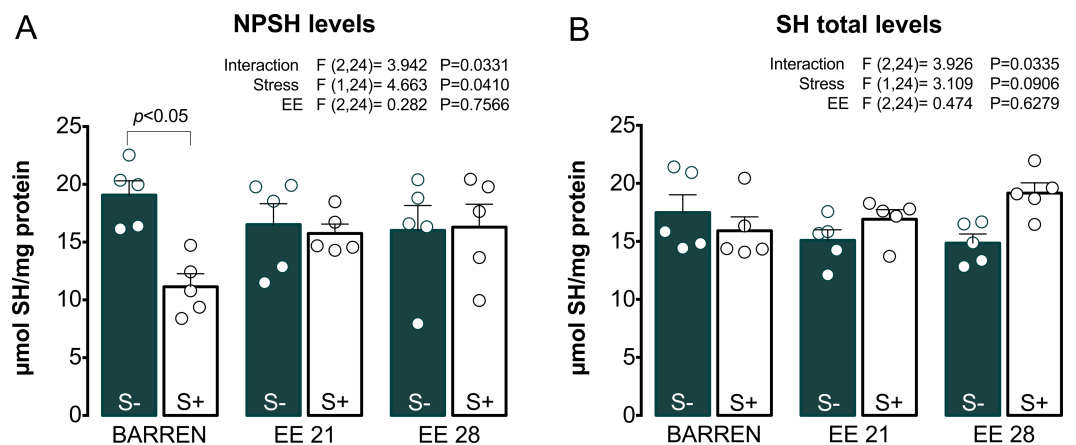 A
NPSH levels
Interaction F (2,24)= 3.942 P=0.0331
Stress F (1,24)= 4.663 P=0.0410
EE F (2,24)= 0.282 P=0.7566
p<0.05
25
20
15
10
5
0
µmol SH/mg protein
S- S+ S- S+ S- S+
BARREN EE 21 EE 28
B
SH total levels
Interaction F (2,24)= 3.926 P=0.0335
Stress F (1,24)= 3.109 P=0.0906
EE F (2,24)= 0.474 P=0.6279
25
20
15
10
5
0
µmol SH/mg protein
S- S+ S- S+ S- S+
BARREN EE 21 EE 28